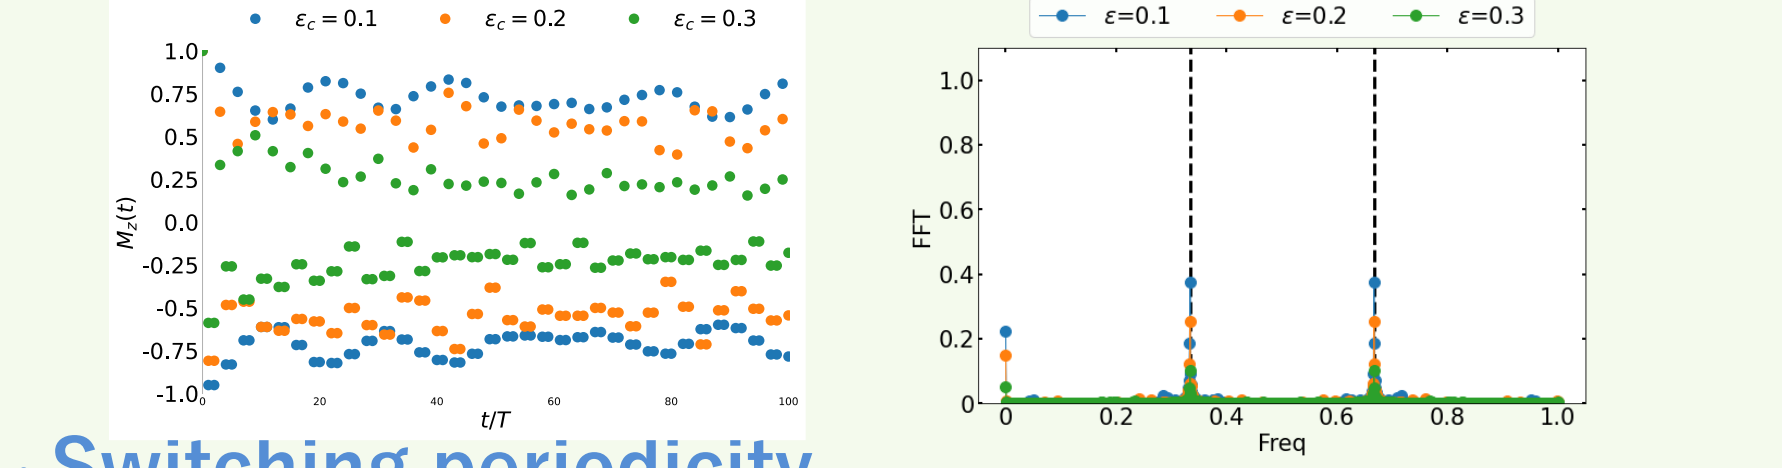 ε_c = 0.1 ε_c = 0.2 ε_c = 0.3
1.0
0.75
0.5
0.25
0.0
-0.25
-0.5
-0.75
-1.0
M_z(t)
0 20 40 60 80 100
t/T
ε=0.1 ε=0.2 ε=0.3
1.0
0.8
0.6
0.4
0.2
0
FFT
0 0.2 0.4 0.6 0.8 1.0
Freq
Switching periodicity